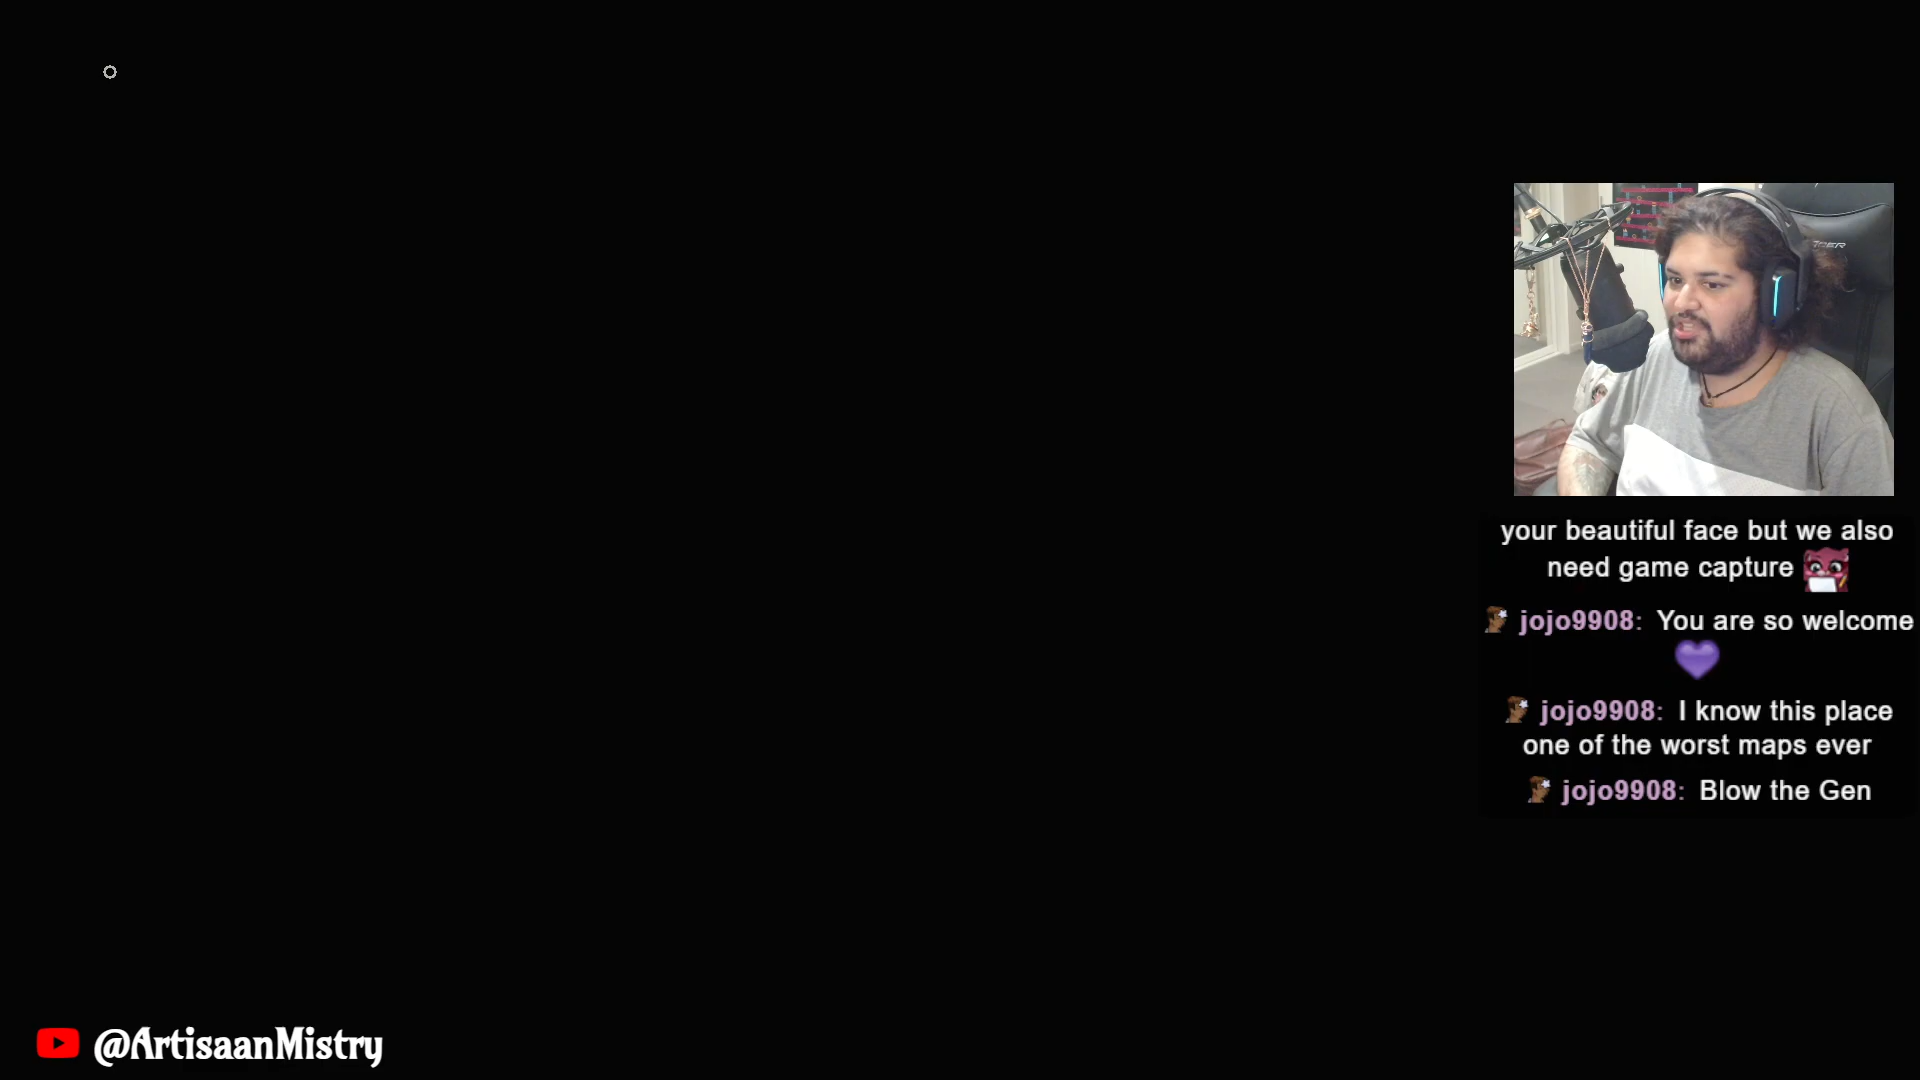 your beautiful face but we also
need game capture
jojo9908: You are so welcome
jojo9908: I know this place
one of the worst maps ever
jojo9908: Blow the Gen
@ArtisaanMistry